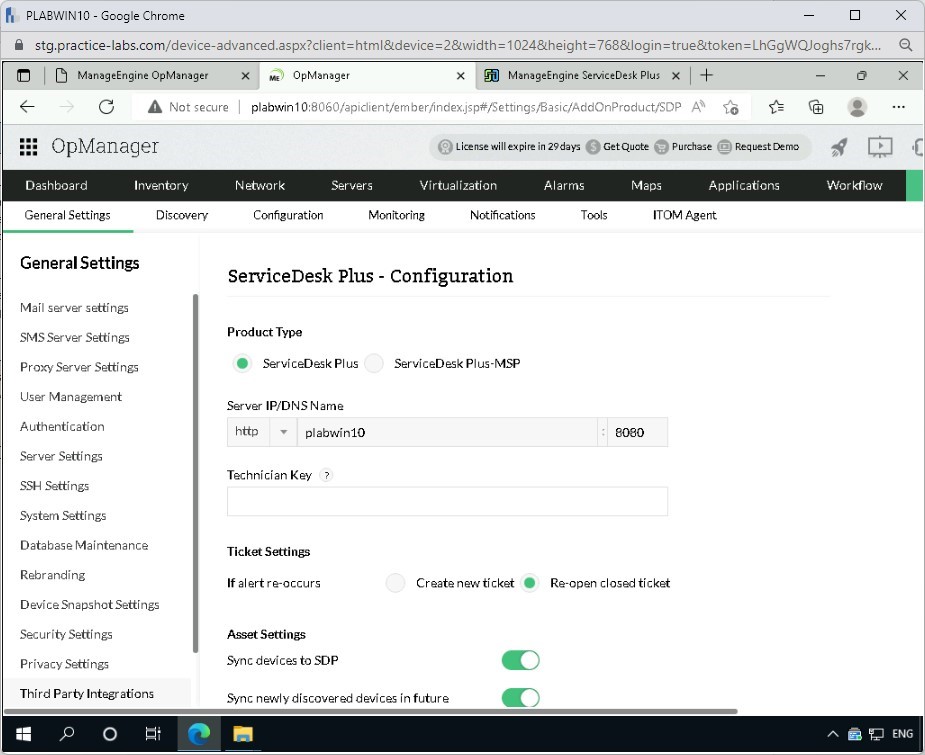 PLABWIN10 - Google Chrome
stg.practice-labs.com/device-advanced.aspx?client=html&device=2&width=1024&height=768&login=true&token=LhGgWQJoghs7rgk...
ManageEngine OpManager
ME OpManager
ManageEngine ServiceDesk Plus
Not secure plabwin10:8060/apiclient/ember/index.jsp#/Settings/Basic/AddOnProduct/SDP
OpManager
License will expire in 29 days Get Quote Purchase Request Demo
Dashboard Inventory Network Servers Virtualization Alarms Maps Applications Workflow
General Settings Discovery Configuration Monitoring Notifications Tools ITOM Agent
General Settings
Mail server settings
SMS Server Settings
Proxy Server Settings
User Management
Authentication
Server Settings
SSH Settings
System Settings
Database Maintenance
Rebranding
Device Snapshot Settings
Security Settings
Privacy Settings
Third Party Integrations
ServiceDesk Plus - Configuration
Product Type
ServiceDesk Plus ServiceDesk Plus-MSP
Server IP/DNS Name
http plabwin10 : 8080
Technician Key ?
Ticket Settings
If alert re-occurs Create new ticket Re-open closed ticket
Asset Settings
Sync devices to SDP
Sync newly discovered devices in future
ENG